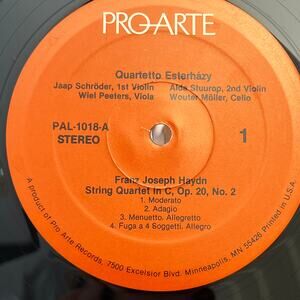 PRO ARTE
Quartetto Esterházy
Jaap Schröder, 1st Violin Alda Stuurop, 2nd Violin
Wiel Peeters, Viola Wouter Möller, Cello
PAL-1018-A
STEREO
1
Franz Joseph Haydn
String Quartet in C, Op. 20, No. 2
1. Moderato
2. Adagio
3. Menuetto. Allegretto
4. Fuga a 4 Soggetti. Allegro
A product of Pro Arte Records, 7500 Excelsior Blvd. Minneapolis, MN 55426 Printed in U.S.A.